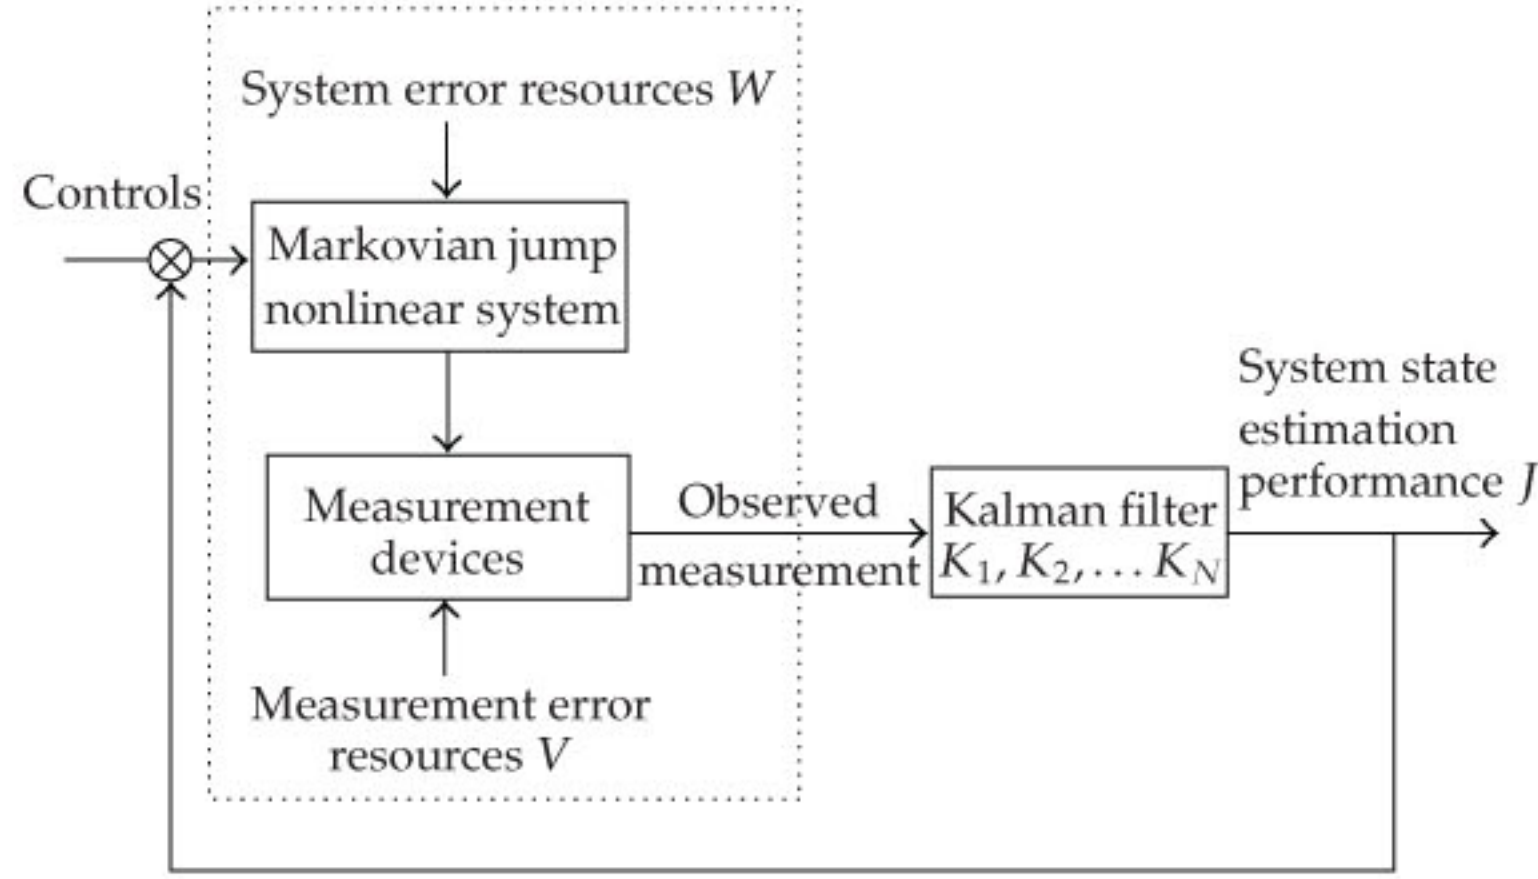 System error resources W
Controls
Markovian jump
nonlinear system
System state
estimation
performance J
Measurement
devices
Observed
measurement
Kalman filter
K₁, K₂, . . . K_N
Measurement error
resources V